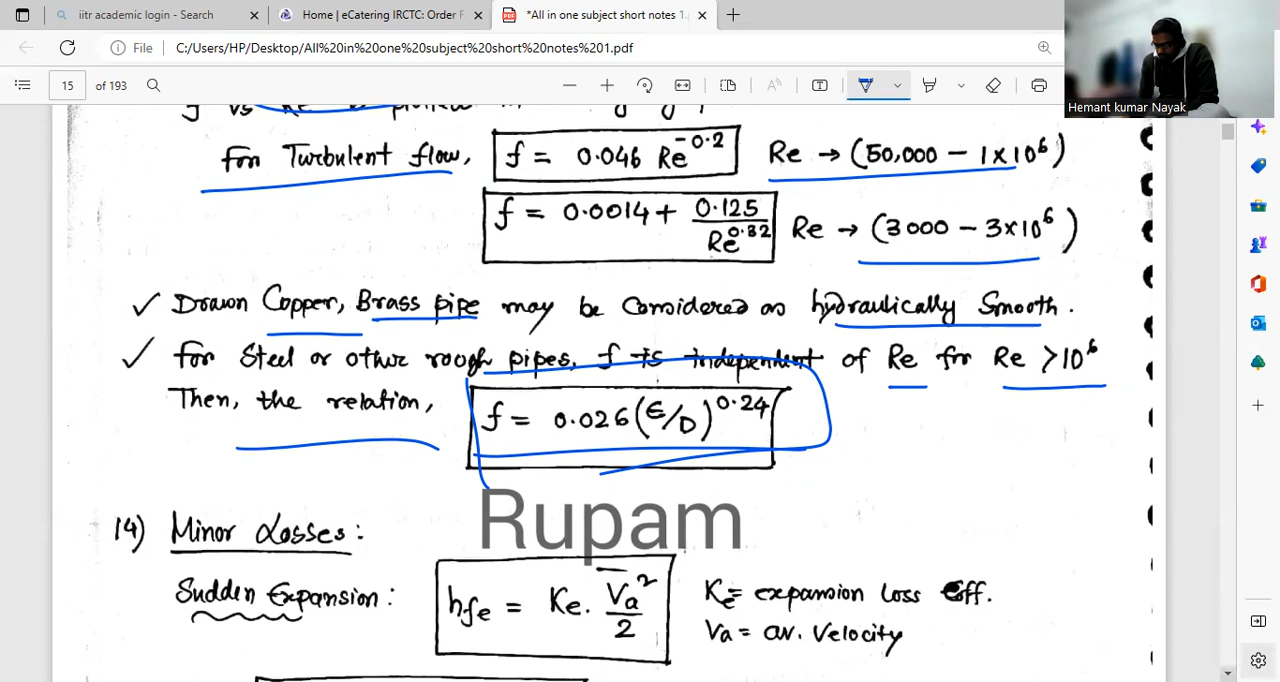 iitr academic login - Search
Home | eCatering IRCTC: Order F
*All in one subject short notes 1.p
File C:/Users/HP/Desktop/All%20in%20one%20subject%20short%20notes%201.pdf
15 of 193
Hemant kumar Nayak
f vs Re
for Turbulent flow, f = 0.046 Re^-0.2 Re → (50,000 – 1×10^6)
f = 0.0014 + 0.125/Re^0.32 Re → (3000 – 3×10^6)
✓ Drawn Copper, Brass pipe may be Considered as hydraulically Smooth.
✓ for Steel or other rough pipes, f is independent of Re for Re >10^6
Then, the relation, f = 0.026(ε/D)^0.24
Rupam
14) Minor Losses:
Sudden Expansion: hfe = Ke. Va^2/2 Ke = expansion loss Coff.
Va = av. Velocity